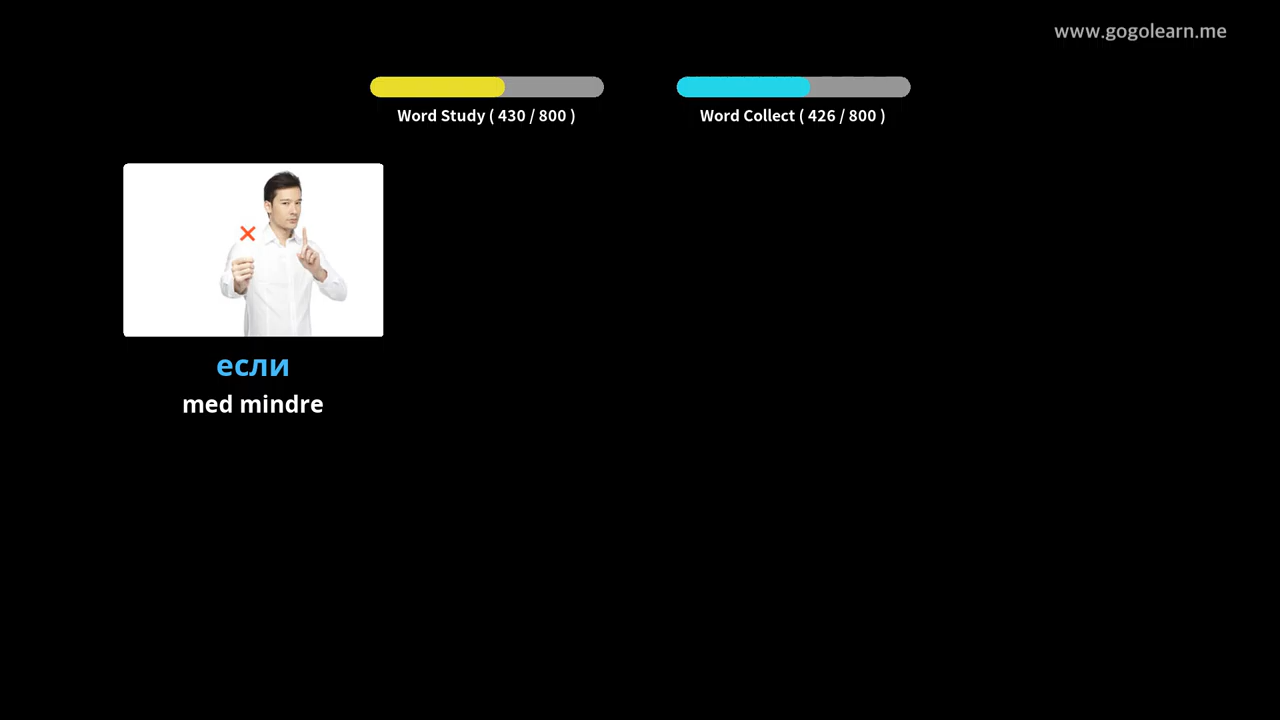 www.gogolearn.me
Word Study ( 430 / 800 )
Word Collect ( 426 / 800 )
если
med mindre